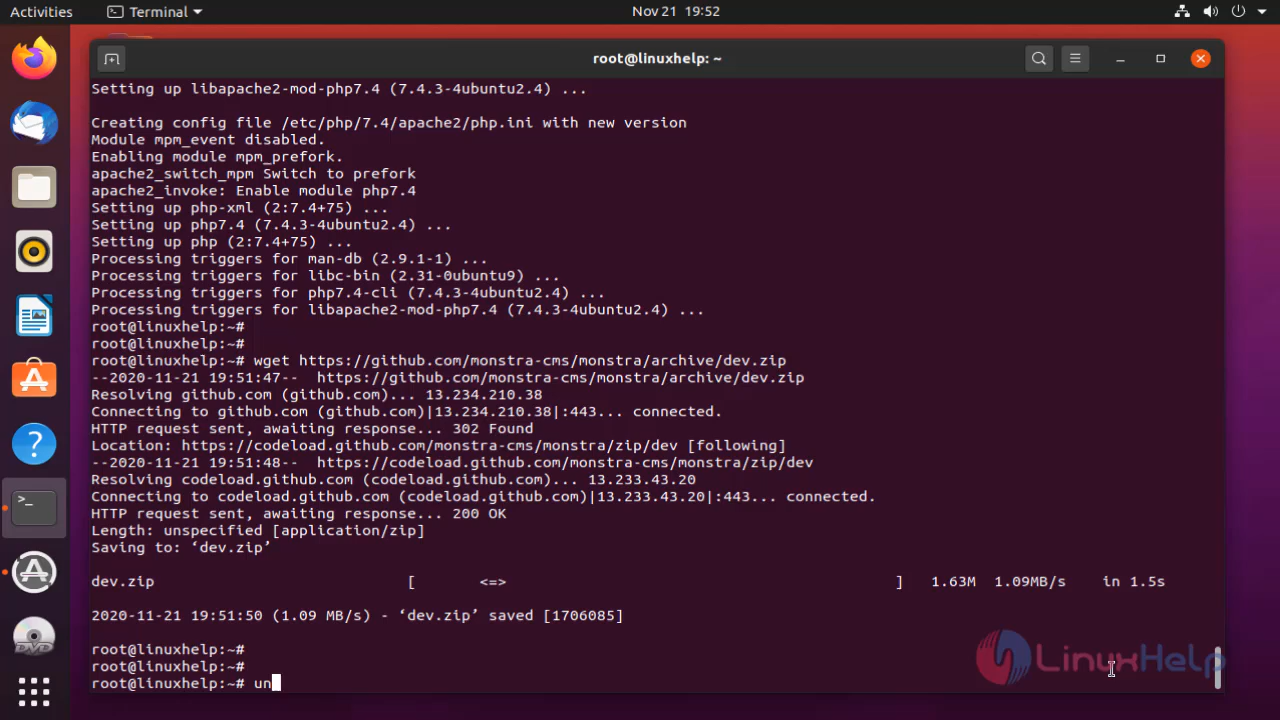 Activities
Terminal
Nov 21 19:52
root@linuxhelp: ~
Setting up libapache2-mod-php7.4 (7.4.3-4ubuntu2.4) ...
Creating config file /etc/php/7.4/apache2/php.ini with new version
Module mpm_event disabled.
Enabling module mpm_prefork.
apache2_switch_mpm Switch to prefork
apache2_invoke: Enable module php7.4
Setting up php-xml (2:7.4+75) ...
Setting up php7.4 (7.4.3-4ubuntu2.4) ...
Setting up php (2:7.4+75) ...
Processing triggers for man-db (2.9.1-1) ...
Processing triggers for libc-bin (2.31-0ubuntu9) ...
Processing triggers for php7.4-cli (7.4.3-4ubuntu2.4) ...
Processing triggers for libapache2-mod-php7.4 (7.4.3-4ubuntu2.4) ...
root@linuxhelp:~#
root@linuxhelp:~#
root@linuxhelp:~# wget https://github.com/monstra-cms/monstra/archive/dev.zip
--2020-11-21 19:51:47--  https://github.com/monstra-cms/monstra/archive/dev.zip
Resolving github.com (github.com)... 13.234.210.38
Connecting to github.com (github.com)|13.234.210.38|:443... connected.
HTTP request sent, awaiting response... 302 Found
Location: https://codeload.github.com/monstra-cms/monstra/zip/dev [following]
--2020-11-21 19:51:48--  https://codeload.github.com/monstra-cms/monstra/zip/dev
Resolving codeload.github.com (codeload.github.com)... 13.233.43.20
Connecting to codeload.github.com (codeload.github.com)|13.233.43.20|:443... connected.
HTTP request sent, awaiting response... 200 OK
Length: unspecified [application/zip]
Saving to: ‘dev.zip’
dev.zip [ <=> ] 1.63M 1.09MB/s in 1.5s
2020-11-21 19:51:50 (1.09 MB/s) - ‘dev.zip’ saved [1706085]
root@linuxhelp:~#
root@linuxhelp:~#
root@linuxhelp:~# un
LinuxHelp
DVD